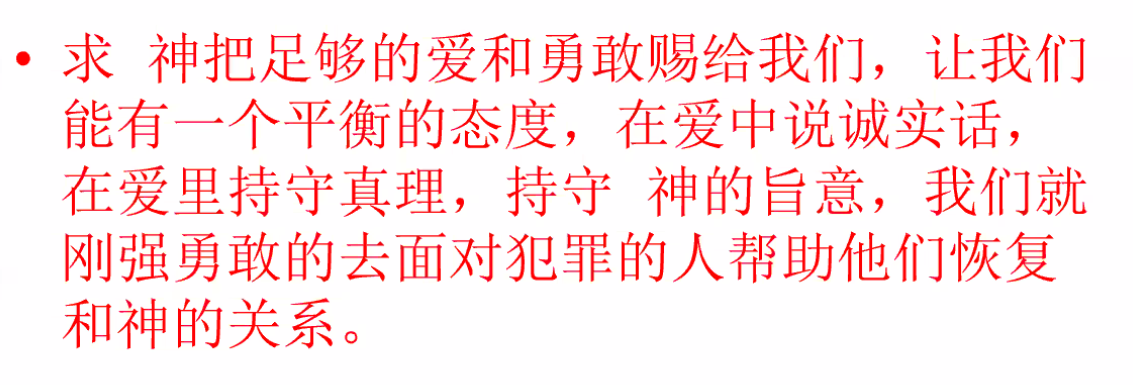 • 求 神把足够的爱和勇敢赐给我们，让我们
能有一个平衡的态度，在爱中说诚实话，
在爱里持守真理，持守 神的旨意，我们就
刚强勇敢的去面对犯罪的人帮助他们恢复
和神的关系。